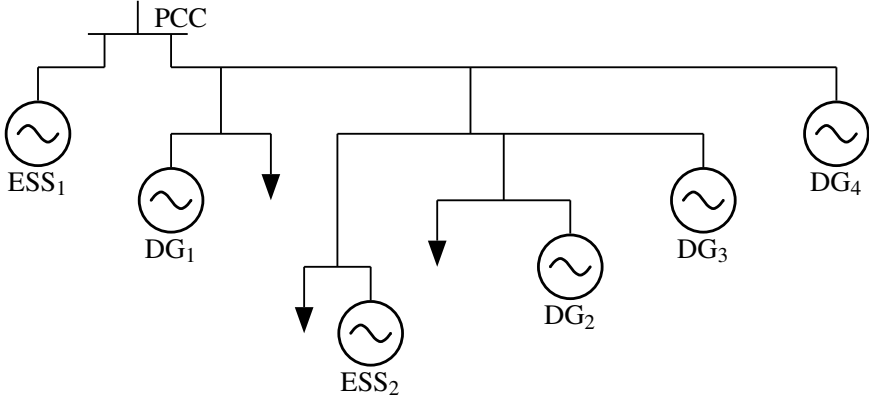 PCC
ESS₁
DG₁
DG₄
DG₃
DG₂
ESS₂